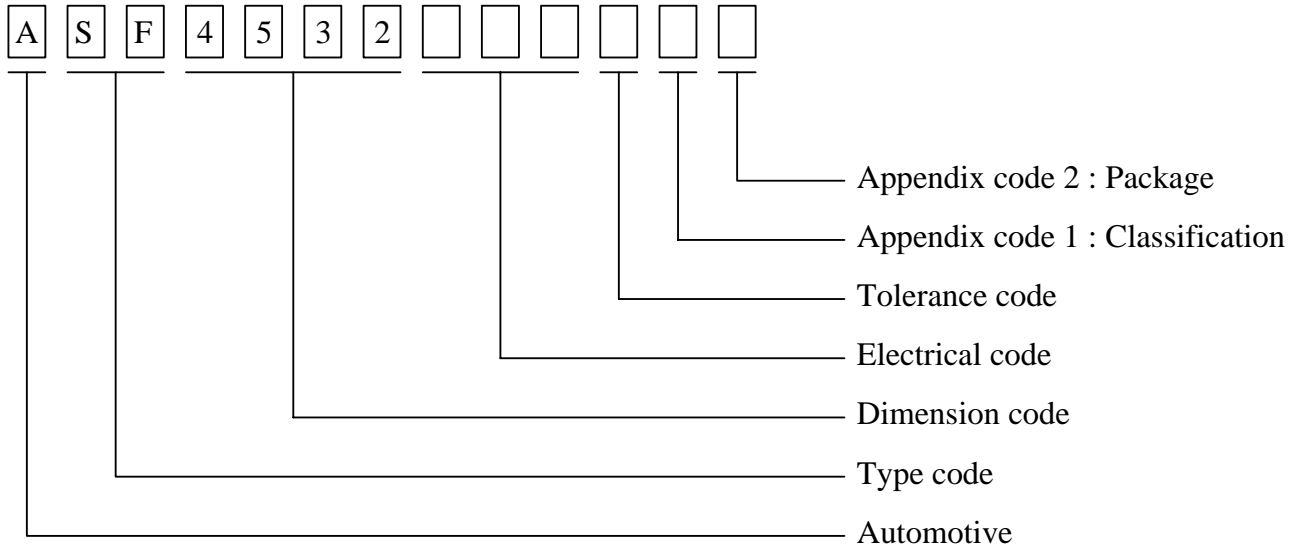 A S F 4 5 3 2
Appendix code 2 : Package
Appendix code 1 : Classification
Tolerance code
Electrical code
Dimension code
Type code
Automotive